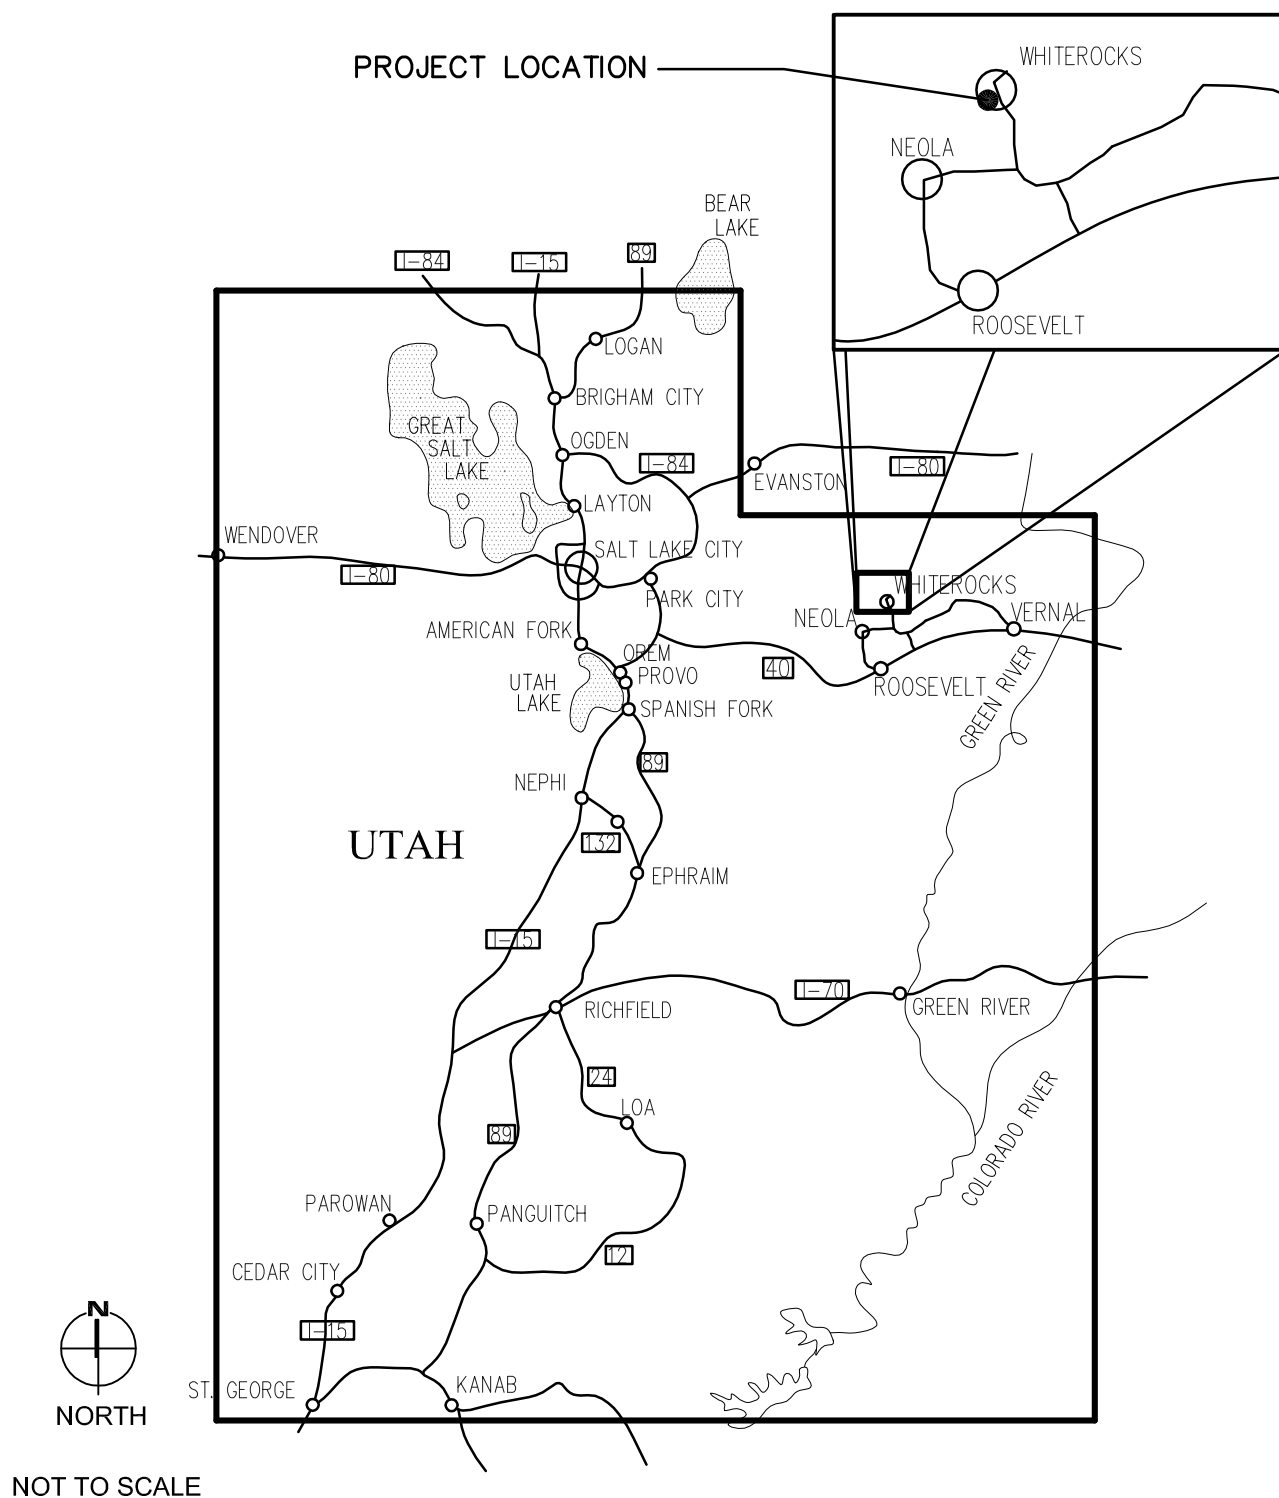 WHITEROCKS
PROJECT LOCATION
NEOLA
BEAR
LAKE
I-84
I-15
89
ROOSEVELT
LOGAN
BRIGHAM CITY
GREAT
SALT
LAKE
OGDEN
I-84
I-80
EVANSTON
LAYTON
WENDOVER
SALT LAKE CITY
I-80
WHITEROCKS
PARK CITY
NEOLA
VERNAL
AMERICAN FORK
OREM
PROVO
40
UTAH
LAKE
ROOSEVELT
GREEN RIVER
SPANISH FORK
89
NEPHI
UTAH
132
EPHRAIM
I-15
I-70
RICHFIELD
GREEN RIVER
24
LOA
89
COLORADO RIVER
PAROWAN
PANGUITCH
12
CEDAR CITY
N
I-15
ST. GEORGE
KANAB
NORTH
NOT TO SCALE